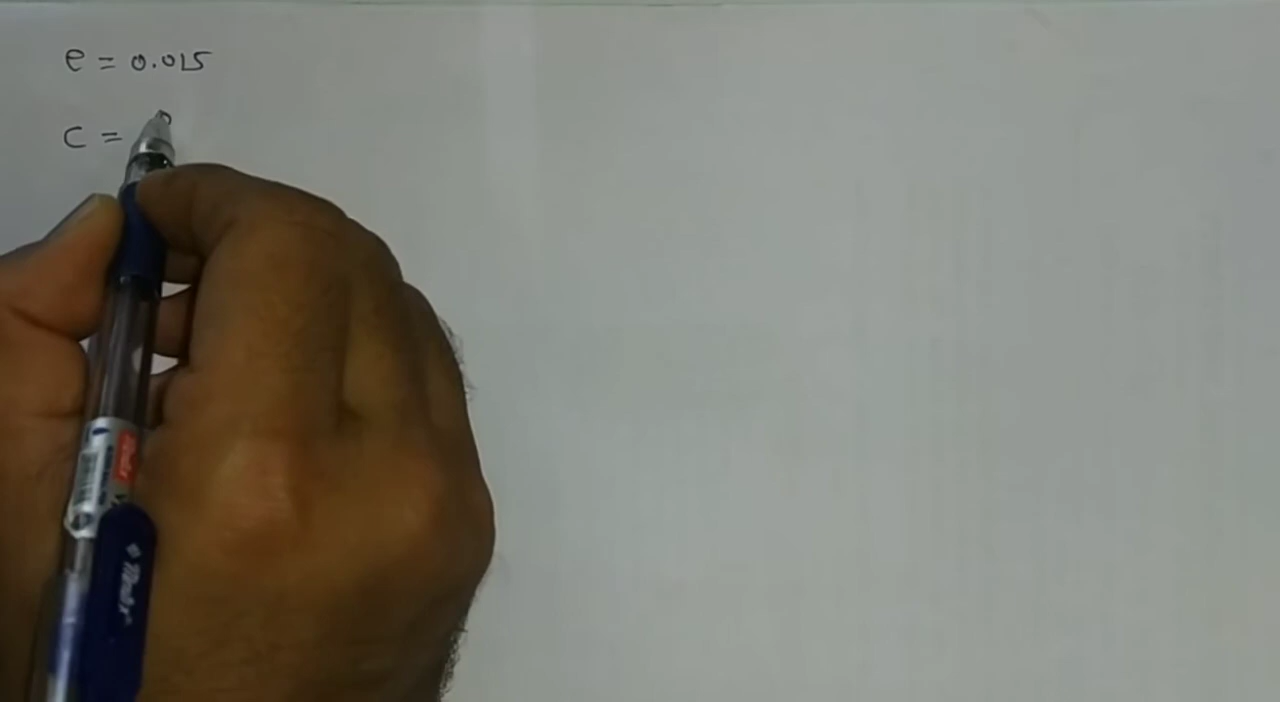 e = 0.015
c =